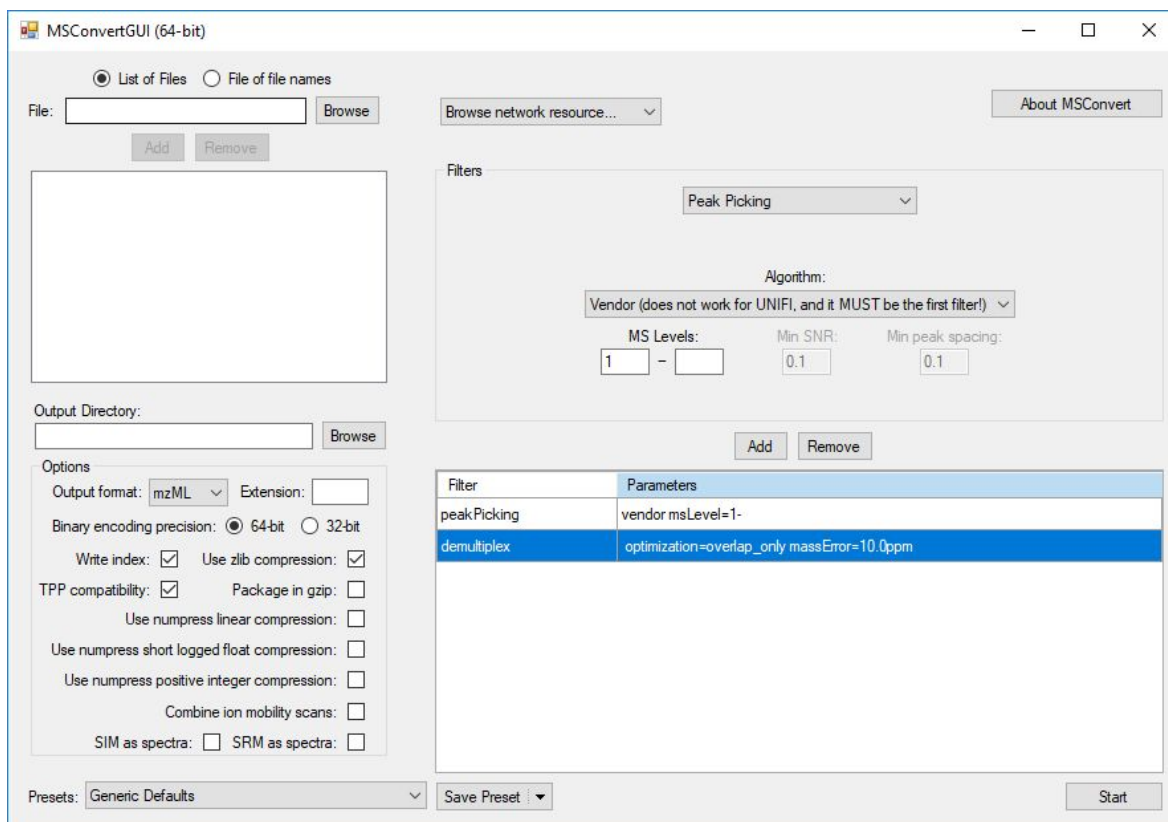 MSConvertGUI (64-bit)
List of Files File of file names
File: Browse
Add Remove
Output Directory:
Browse
Options
Output format: mzML Extension:
Binary encoding precision: 64-bit 32-bit
Write index: Use zlib compression:
TPP compatibility: Package in gzip:
Use numpress linear compression:
Use numpress short logged float compression:
Use numpress positive integer compression:
Combine ion mobility scans:
SIM as spectra: SRM as spectra:
Presets: Generic Defaults
Browse network resource...
About MSConvert
Filters
Peak Picking
Algorithm:
Vendor (does not work for UNIFI, and it MUST be the first filter!)
MS Levels: Min SNR: Min peak spacing:
1 – 0.1 0.1
Add Remove
Filter Parameters
peakPicking vendor msLevel=1-
demultiplex optimization=overlap_only massError=10.0ppm
Save Preset Start